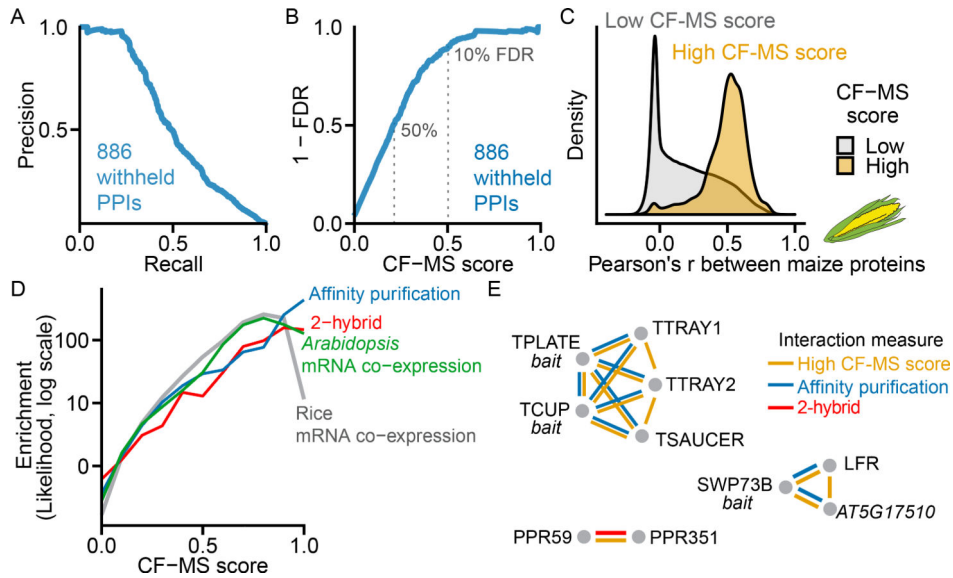 A
Precision
1.0
0.5
0.0
0.5
1.0
Recall
886
withheld
PPIs
B
1 − FDR
1.0
0.5
0.0
0.0
0.5
1.0
CF−MS score
10% FDR
50%
886
withheld
PPIs
C
Low CF−MS score
High CF−MS score
Density
CF−MS
score
Low
High
0.0
0.5
1.0
Pearson's r between maize proteins
D
Enrichment
(Likelihood, log scale)
100
10
0
0.0
0.5
1.0
CF−MS score
Affinity purification
2−hybrid
Arabidopsis
mRNA co−expression
Rice
mRNA co−expression
E
TPLATE
bait
TCUP
bait
TTRAY1
TTRAY2
TSAUCER
Interaction measure
High CF−MS score
Affinity purification
2−hybrid
SWP73B
bait
LFR
AT5G17510
PPR59
PPR351